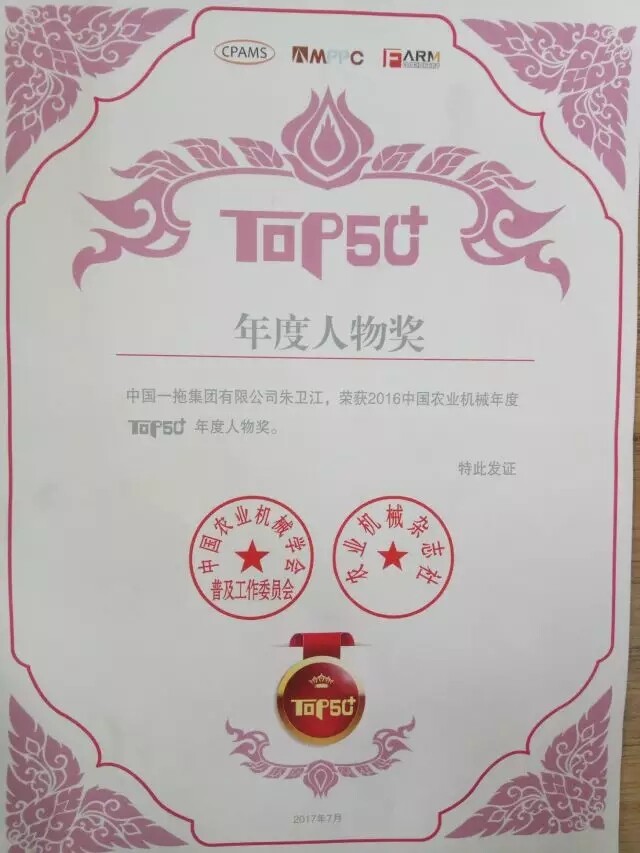 CPAMS
AMPPC
FARM
TOP50+
年度人物奖
中国一拖集团有限公司朱卫江，荣获2016中国农业机械年度
TOP50+ 年度人物奖。
特此发证
中国农业机械学会
普及工作委员会
农业机械杂志社
TOP50+
2017年7月